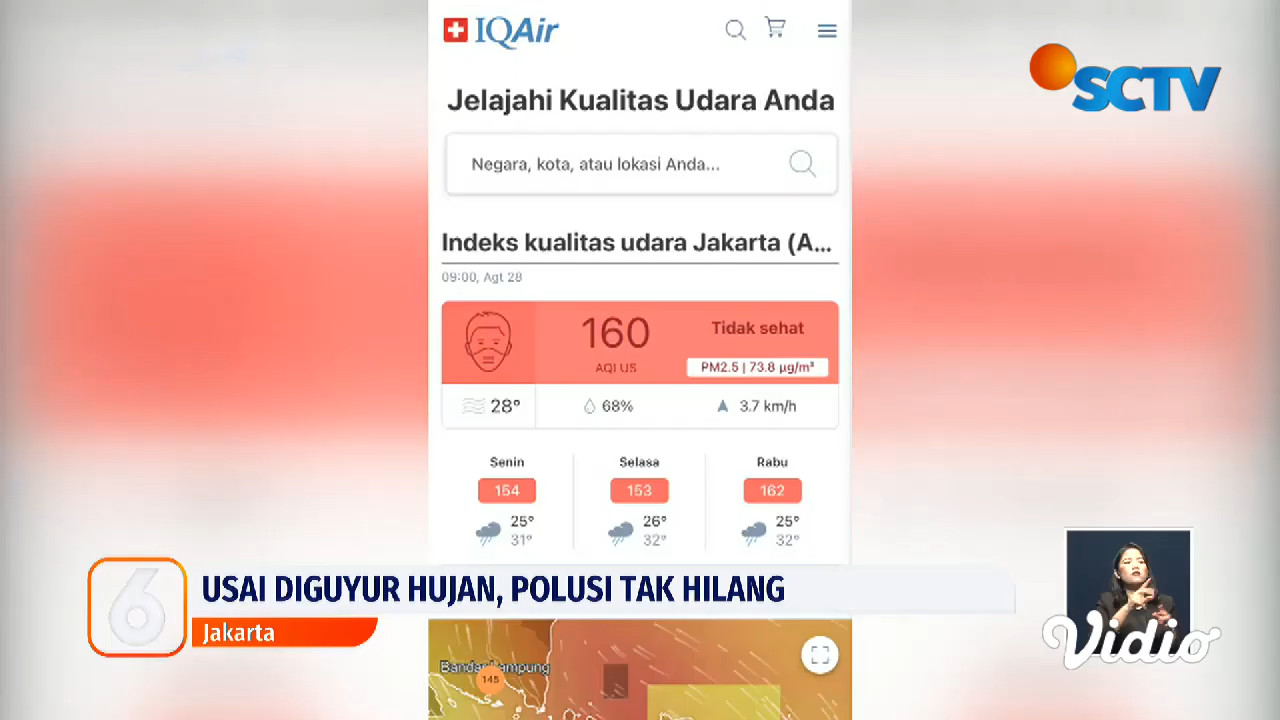 IQAir
SCTV
Jelajahi Kualitas Udara Anda
Negara, kota, atau lokasi Anda...
Indeks kualitas udara Jakarta (A...
09:00, Agt 28
160
Tidak sehat
AQI US
PM2.5 | 73.8 µg/m³
28° 68% 3.7 km/h
Senin Selasa Rabu
154 153 162
25° 26° 25°
31° 32° 32°
6
USAI DIGUYUR HUJAN, POLUSI TAK HILANG
Jakarta
Vidio
Bandar Lampung
145